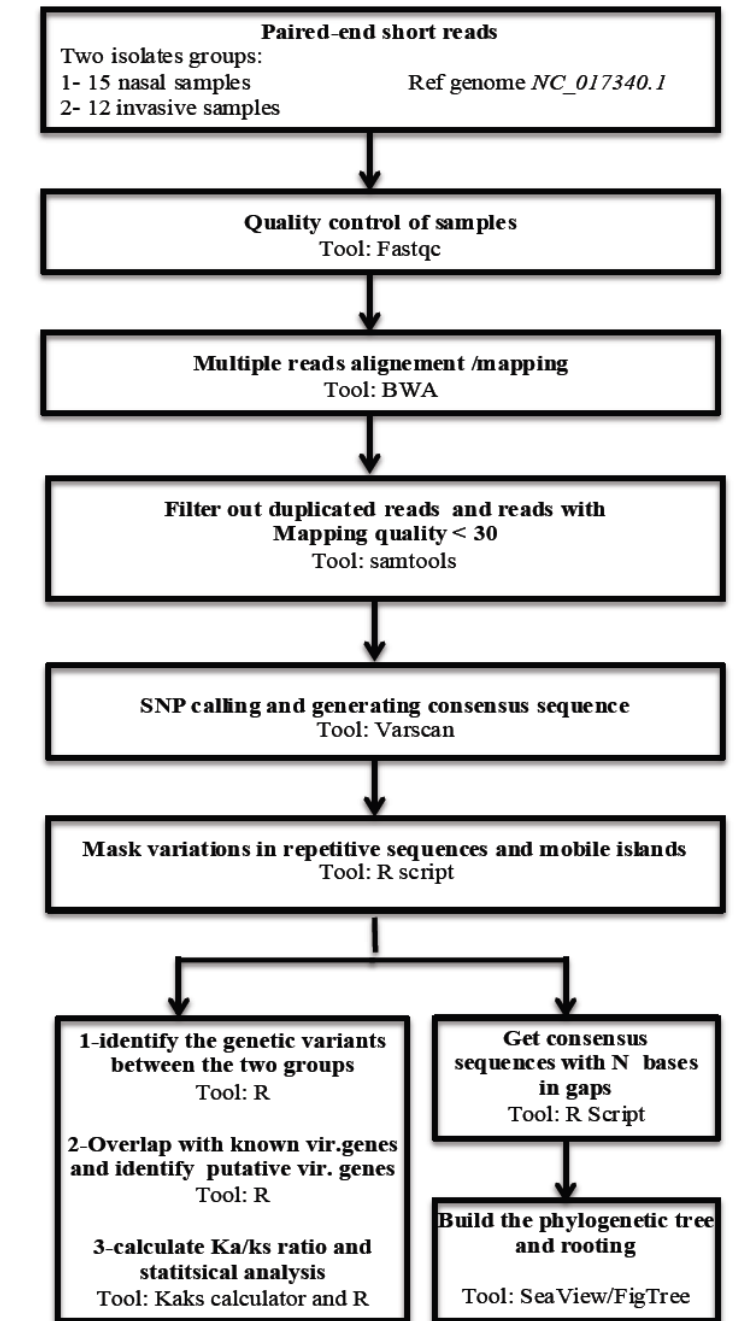 Paired-end short reads
Two isolates groups:
1- 15 nasal samples Ref genome NC_017340.1
2- 12 invasive samples
Quality control of samples
Tool: Fastqc
Multiple reads alignement /mapping
Tool: BWA
Filter out duplicated reads and reads with
Mapping quality < 30
Tool: samtools
SNP calling and generating consensus sequence
Tool: Varscan
Mask variations in repetitive sequences and mobile islands
Tool: R script
1-identify the genetic variants
between the two groups
Tool: R
2-Overlap with known vir.genes
and identify putative vir. genes
Tool: R
3-calculate Ka/ks ratio and
statitsical analysis
Tool: Kaks calculator and R
Get consensus
sequences with N bases
in gaps
Tool: R Script
Build the phylogenetic tree
and rooting
Tool: SeaView/FigTree